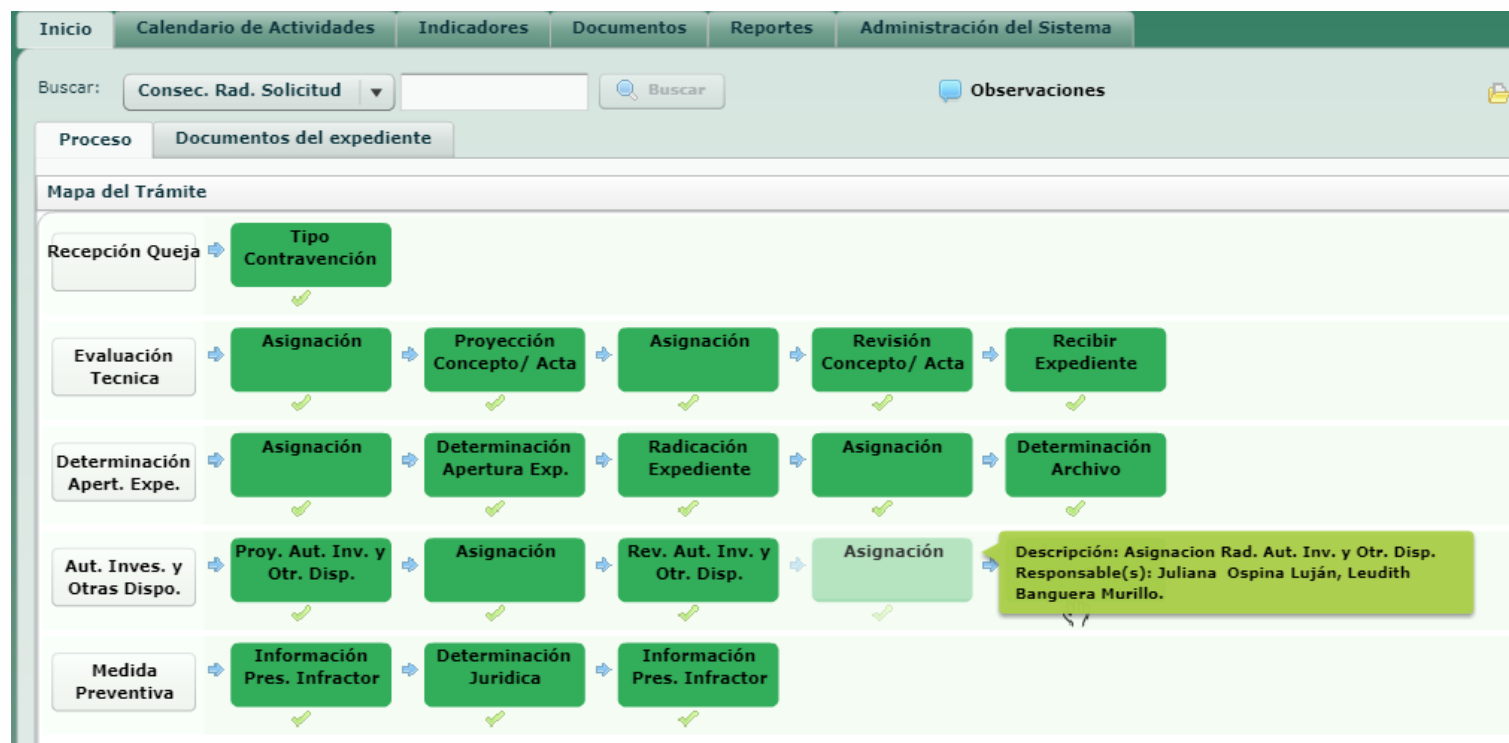 Inicio Calendario de Actividades Indicadores Documentos Reportes Administración del Sistema
Buscar: Consec. Rad. Solicitud Buscar Observaciones
Proceso Documentos del expediente
Mapa del Trámite
Recepción Queja
Tipo
Contravención
Evaluación
Tecnica
Asignación
Proyección
Concepto/ Acta
Asignación
Revisión
Concepto/ Acta
Recibir
Expediente
Determinación
Apert. Expe.
Asignación
Determinación
Apertura Exp.
Radicación
Expediente
Asignación
Determinación
Archivo
Aut. Inves. y
Otras Dispo.
Proy. Aut. Inv. y
Otr. Disp.
Asignación
Rev. Aut. Inv. y
Otr. Disp.
Asignación
Descripción: Asignacion Rad. Aut. Inv. y Otr. Disp.
Responsable(s): Juliana Ospina Luján, Leudith
Banguera Murillo.
Medida
Preventiva
Información
Pres. Infractor
Determinación
Juridica
Información
Pres. Infractor